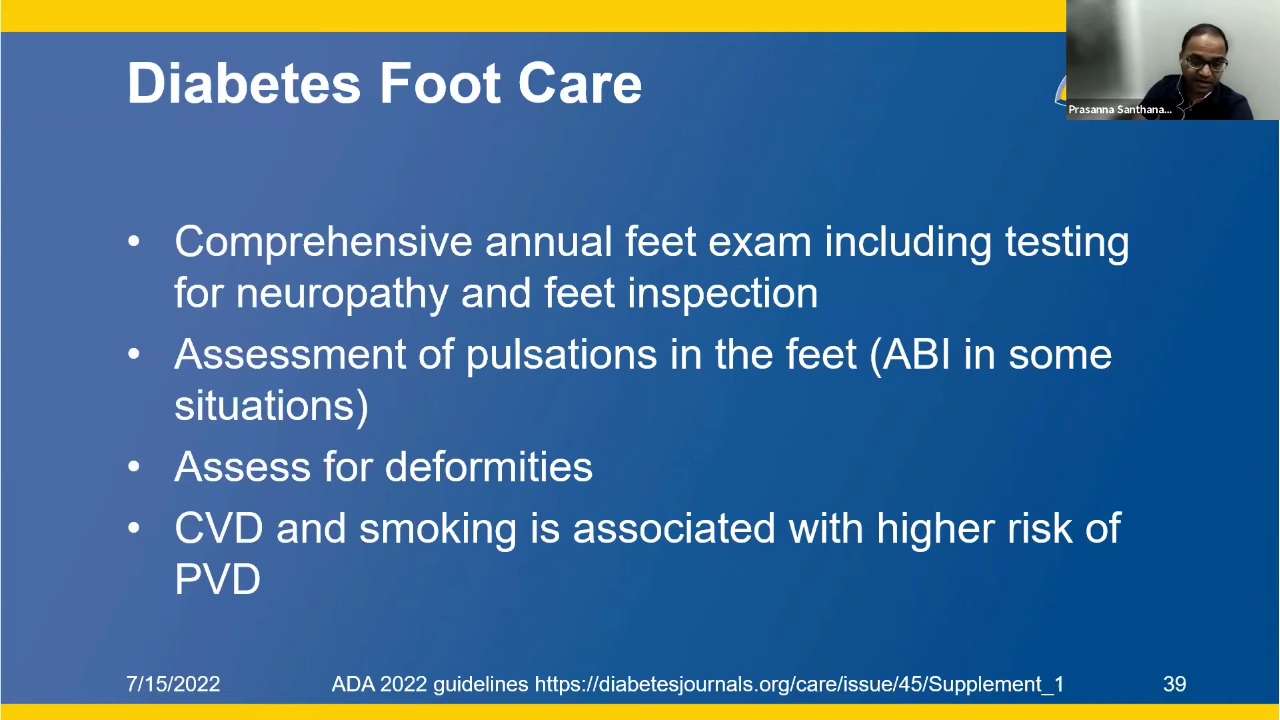 Diabetes Foot Care
Prasanna Santhana...
• Comprehensive annual feet exam including testing
for neuropathy and feet inspection
• Assessment of pulsations in the feet (ABI in some
situations)
• Assess for deformities
• CVD and smoking is associated with higher risk of
PVD
7/15/2022 ADA 2022 guidelines https://diabetesjournals.org/care/issue/45/Supplement_1 39